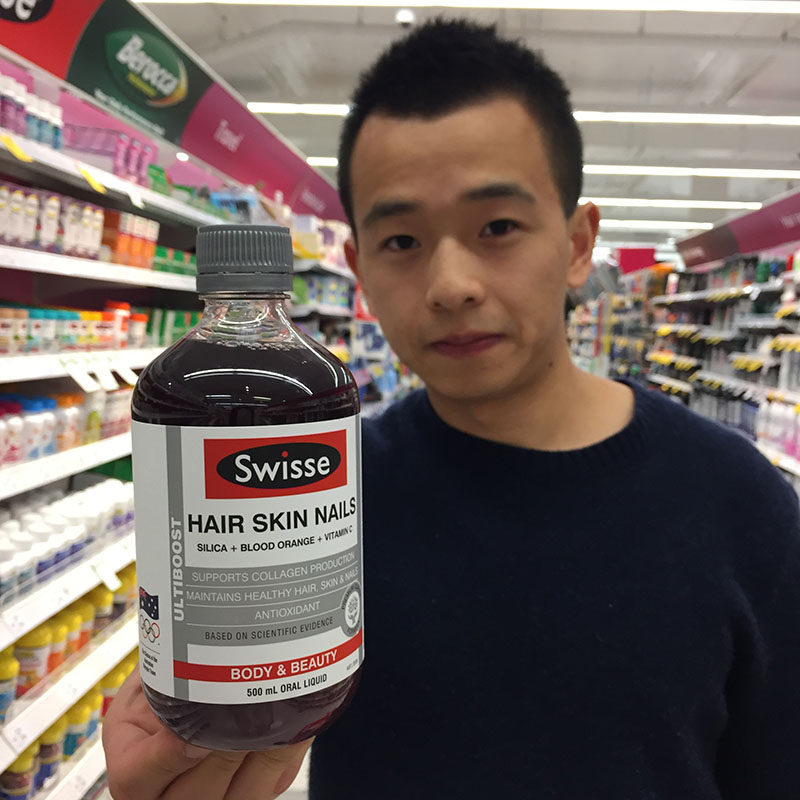 Berocca
Travel
Swisse
ULTIBOOST
HAIR SKIN NAILS
SILICA + BLOOD ORANGE + VITAMIN C
SUPPORTS COLLAGEN PRODUCTION
MAINTAINS HEALTHY HAIR, SKIN & NAILS
ANTIOXIDANT
BASED ON SCIENTIFIC EVIDENCE
BODY & BEAUTY
500 mL ORAL LIQUID